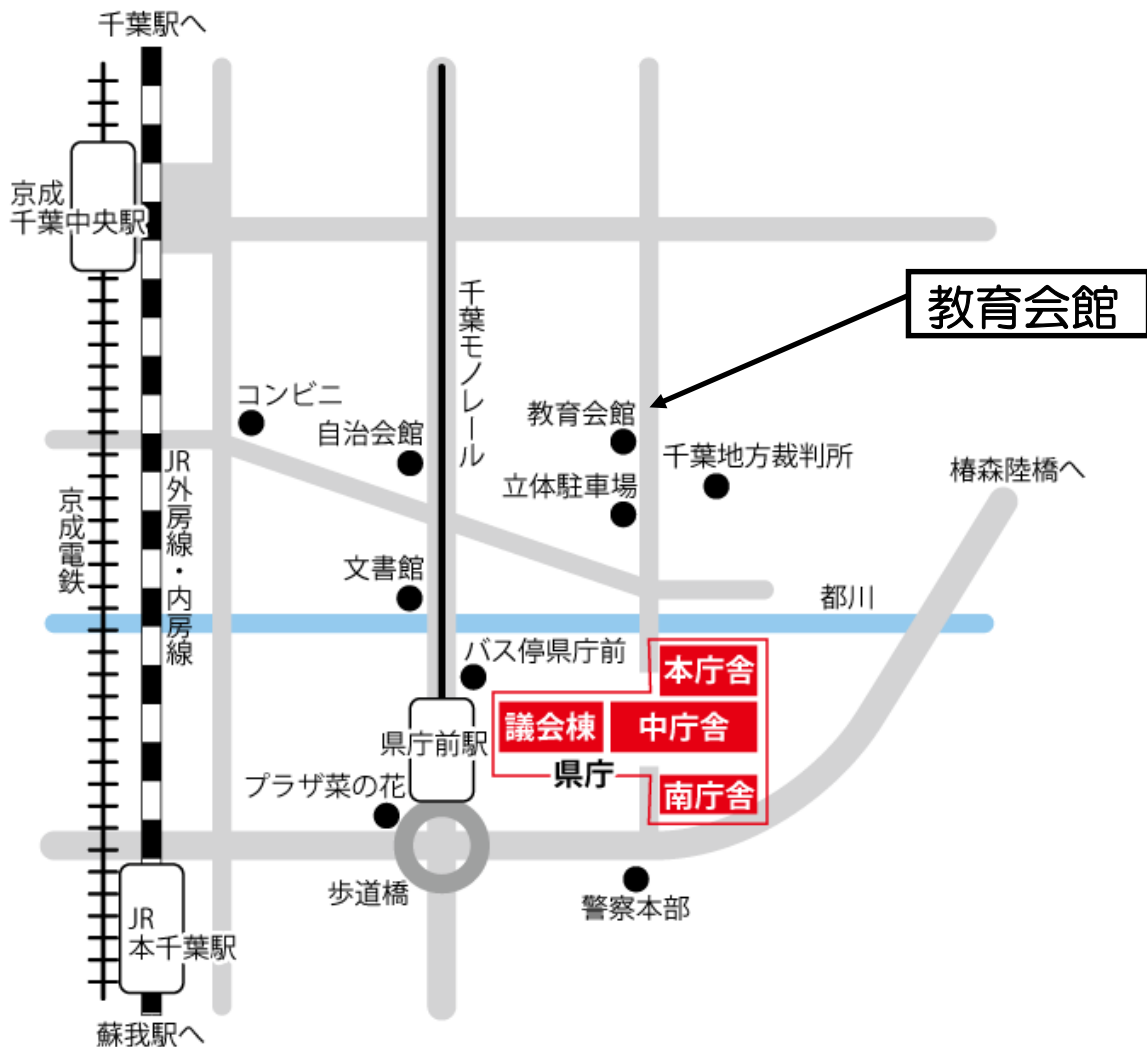 千葉駅へ
京成
千葉中央駅
教育会館
千葉モノレール
コンビニ
自治会館
教育会館
千葉地方裁判所
JR外房線・内房線
立体駐車場
椿森陸橋へ
京成電鉄
文書館
都川
バス停県庁前
本庁舎
議会棟
中庁舎
県庁前駅
県庁
プラザ菜の花
南庁舎
歩道橋
警察本部
JR
本千葉駅
蘇我駅へ